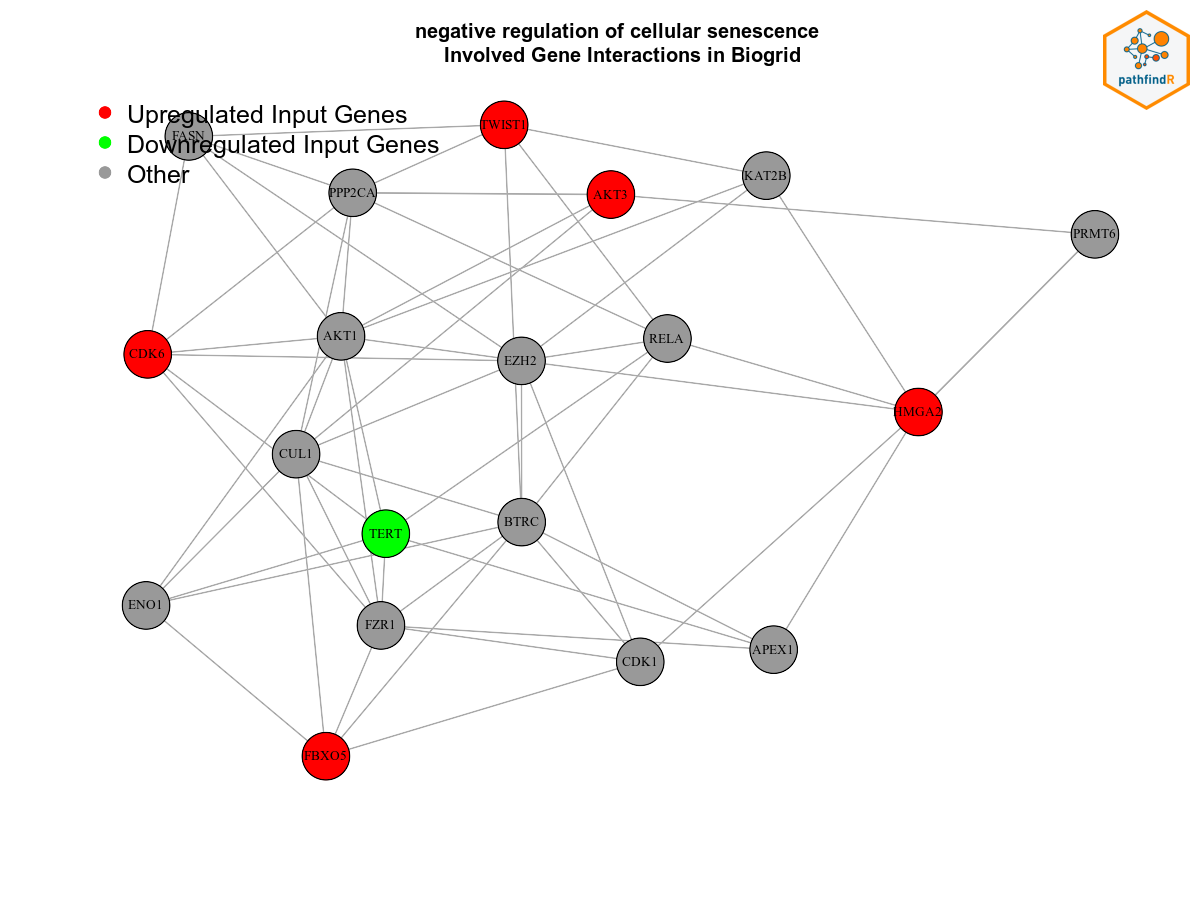 negative regulation of cellular senescence
Involved Gene Interactions in Biogrid
pathfindR
Upregulated Input Genes
Downregulated Input Genes
Other
FASN
TWIST1
PPP2CA
AKT3
KAT2B
PRMT6
CDK6
AKT1
EZH2
RELA
HMGA2
CUL1
TERT
BTRC
ENO1
FZR1
CDK1
APEX1
FBXO5